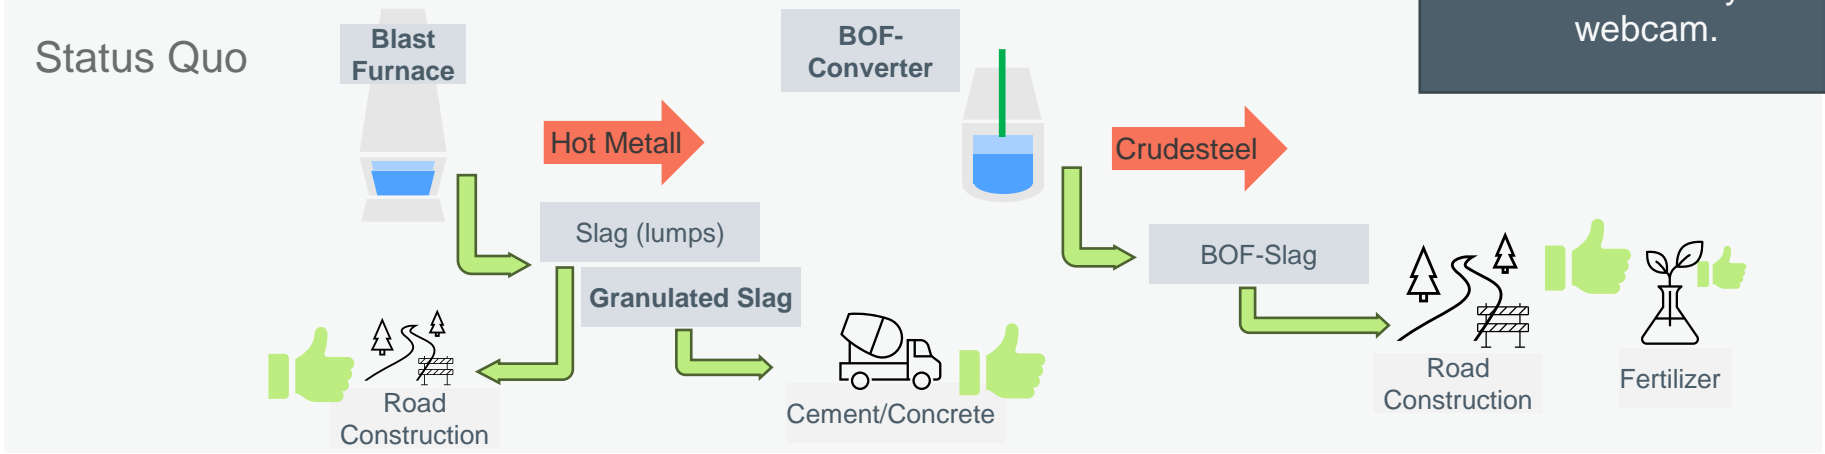 webcam.
Status Quo
Blast
Furnace
BOF-
Converter
Hot Metall
Crudesteel
Slag (lumps)
Granulated Slag
BOF-Slag
Road
Construction
Cement/Concrete
Road
Construction
Fertilizer